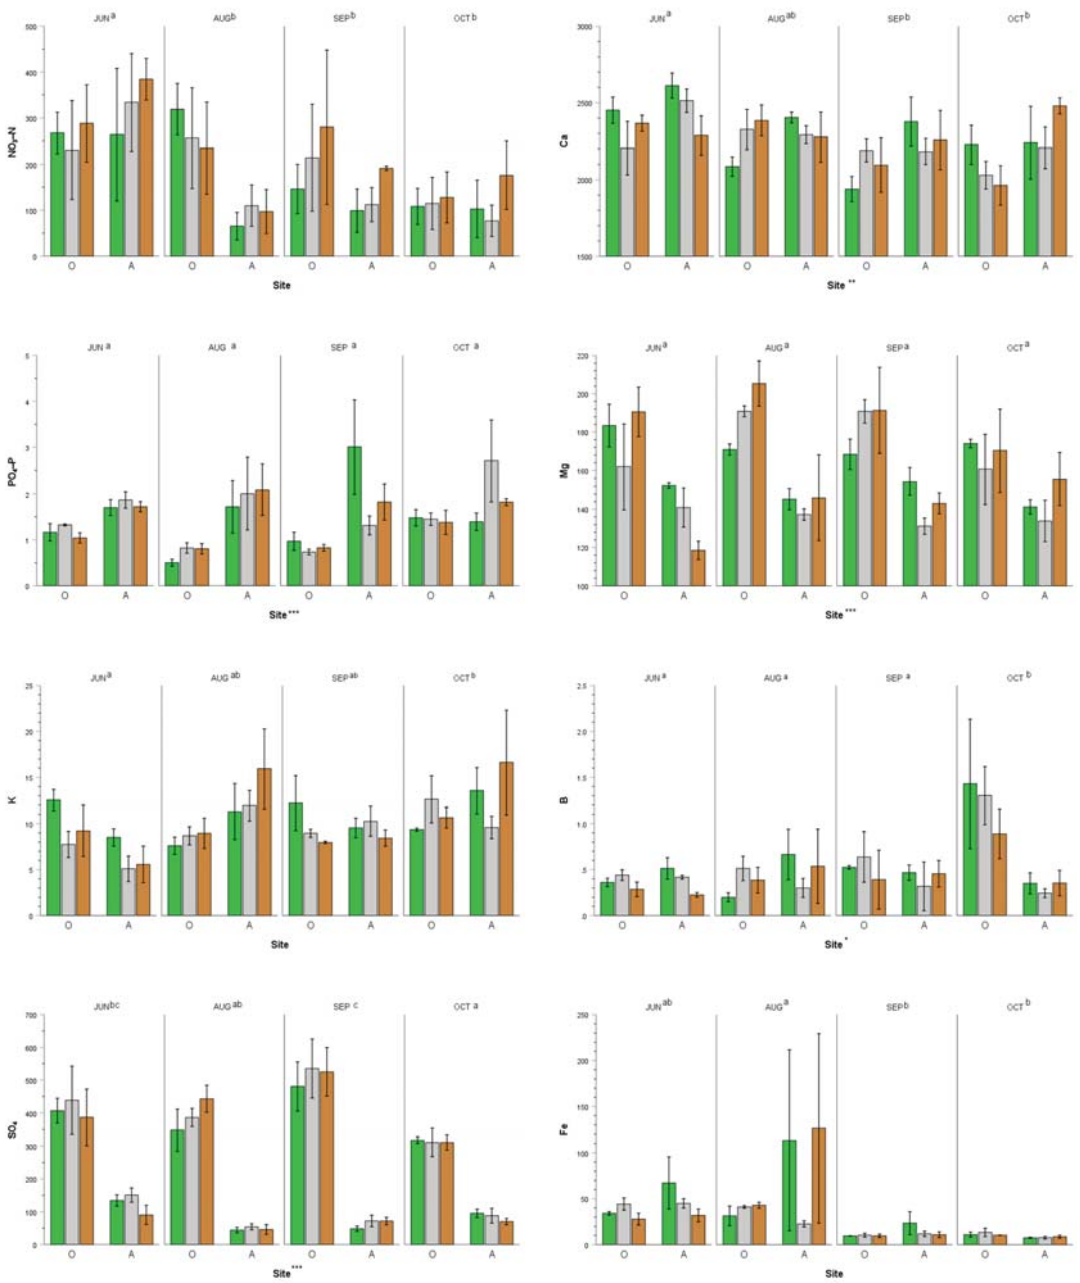 JUN a AUG b SEP b OCT b
500
400
300
200
100
0
NO3–N
O A O A O A O A
Site
JUN a AUG ab SEP b OCT b
3000
2500
2000
1500
Ca
O A O A O A O A
Site **
JUN a AUG a SEP a OCT a
5
4
3
2
1
0
PO4–P
O A O A O A O A
Site ***
JUN a AUG a SEP a OCT a
220
200
180
160
140
120
100
Mg
O A O A O A O A
Site ***
JUN a AUG ab SEP ab OCT b
25
20
15
10
5
0
K
O A O A O A O A
Site
JUN a AUG a SEP a OCT b
2.5
2.0
1.5
1.0
.5
0
B
O A O A O A O A
Site *
JUN bc AUG ab SEP c OCT a
700
600
500
400
300
200
100
0
SO4
O A O A O A O A
Site ***
JUN ab AUG a SEP b OCT b
250
200
150
100
50
0
Fe
O A O A O A O A
Site